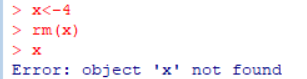 > x<-4
> rm(x)
> x
Error: object 'x' not found